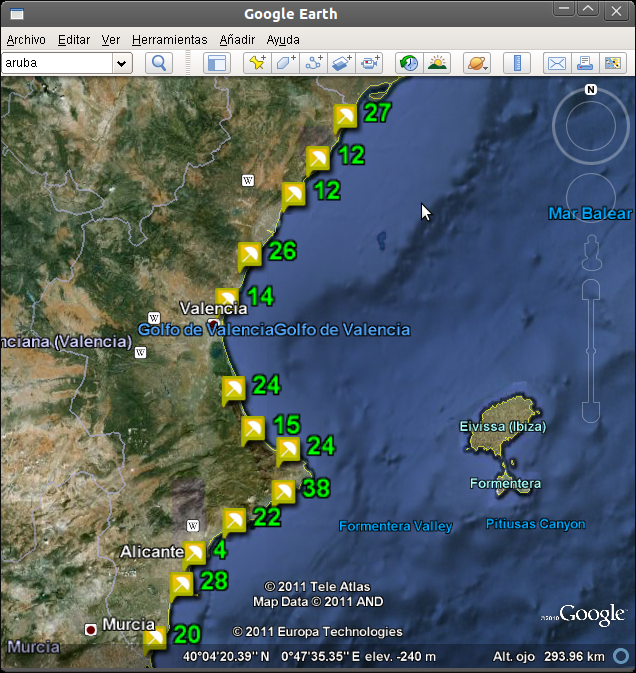 Google Earth
Archivo Editar Ver Herramientas Añadir Ayuda
aruba
N
27
12
W
12
Mar Balear
26
14
Valencia
W
Golfo de ValenciaGolfo de Valencia
nciana (Valencia)
W
24
15
24
Eivissa (Ibiza)
38
Formentera
22
W
Formentera Valley
Pitiusas Canyon
Alicante
4
28
© 2011 Tele Atlas
Map Data © 2011 AND
©2010 Google
Murcia
20
© 2011 Europa Technologies
Murcia
40°04'20.39" N 0°47'35.35" E elev. -240 m Alt. ojo 293.96 km